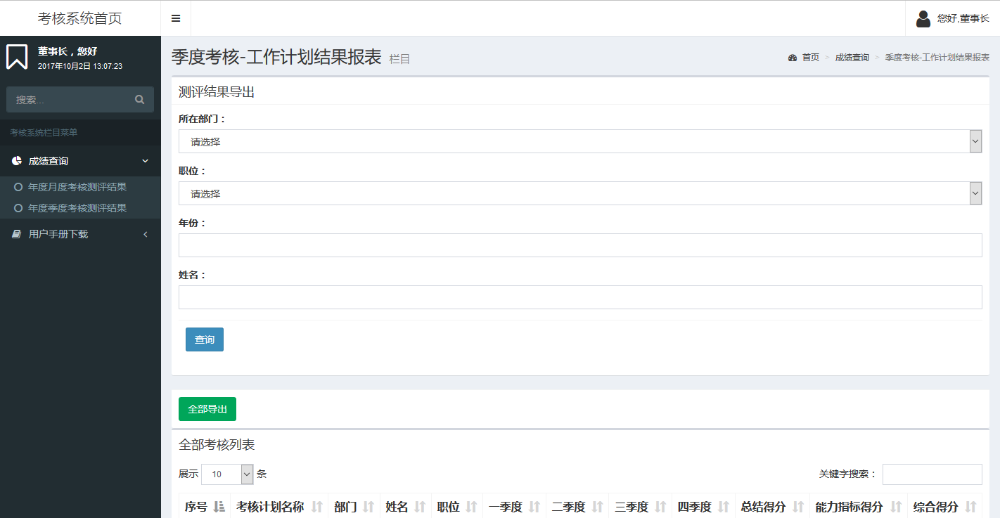 考核系统首页
您好,董事长
董事长，您好
2017年10月2日 13:07:23
搜索...
考核系统栏目菜单
成绩查询
年度月度考核测评结果
年度季度考核测评结果
用户手册下载
季度考核-工作计划结果报表 栏目
首页 > 成绩查询 > 季度考核-工作计划结果报表
测评结果导出
所在部门：
请选择
职位：
请选择
年份：
姓名：
查询
全部导出
全部考核列表
展示 10 条
关键字搜索：
序号 考核计划名称 部门 姓名 职位 一季度 二季度 三季度 四季度 总结得分 能力指标得分 综合得分